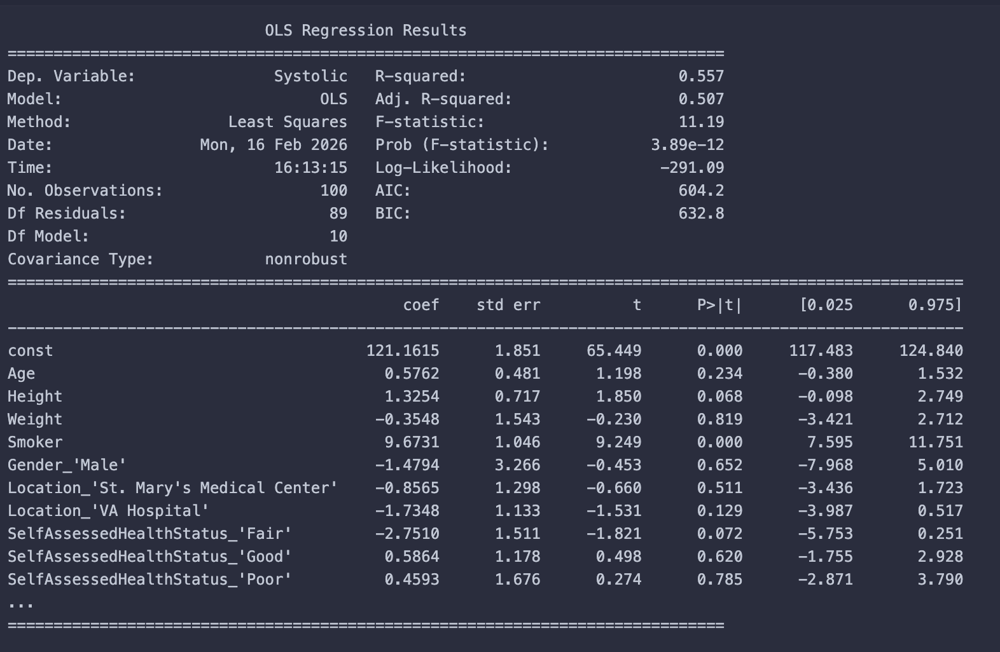 OLS Regression Results
==============================================================================
Dep. Variable: Systolic R-squared: 0.557
Model: OLS Adj. R-squared: 0.507
Method: Least Squares F-statistic: 11.19
Date: Mon, 16 Feb 2026 Prob (F-statistic): 3.89e-12
Time: 16:13:15 Log-Likelihood: -291.09
No. Observations: 100 AIC: 604.2
Df Residuals: 89 BIC: 632.8
Df Model: 10
Covariance Type: nonrobust
========================================================================================================
coef std err t P>|t| [0.025 0.975]
--------------------------------------------------------------------------------------------------------
const 121.1615 1.851 65.449 0.000 117.483 124.840
Age 0.5762 0.481 1.198 0.234 -0.380 1.532
Height 1.3254 0.717 1.850 0.068 -0.098 2.749
Weight -0.3548 1.543 -0.230 0.819 -3.421 2.712
Smoker 9.6731 1.046 9.249 0.000 7.595 11.751
Gender_'Male' -1.4794 3.266 -0.453 0.652 -7.968 5.010
Location_'St. Mary's Medical Center' -0.8565 1.298 -0.660 0.511 -3.436 1.723
Location_'VA Hospital' -1.7348 1.133 -1.531 0.129 -3.987 0.517
SelfAssessedHealthStatus_'Fair' -2.7510 1.511 -1.821 0.072 -5.753 0.251
SelfAssessedHealthStatus_'Good' 0.5864 1.178 0.498 0.620 -1.755 2.928
SelfAssessedHealthStatus_'Poor' 0.4593 1.676 0.274 0.785 -2.871 3.790
...
==============================================================================